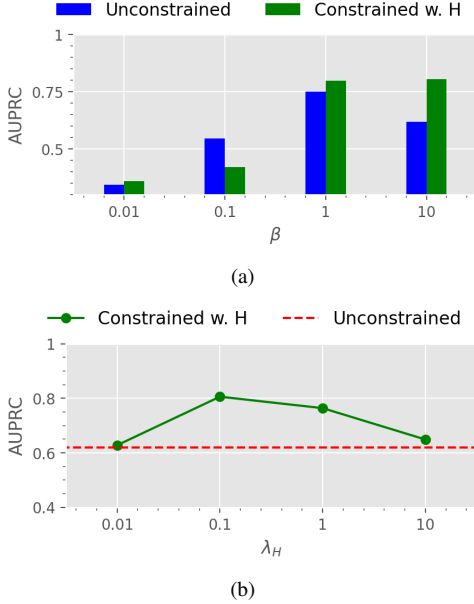 Unconstrained Constrained w. H
1
0.75
0.5
AUPRC
0.01 0.1 1 10
β
(a)
Constrained w. H Unconstrained
1
0.8
0.6
0.4
AUPRC
0.01 0.1 1 10
λ_H
(b)